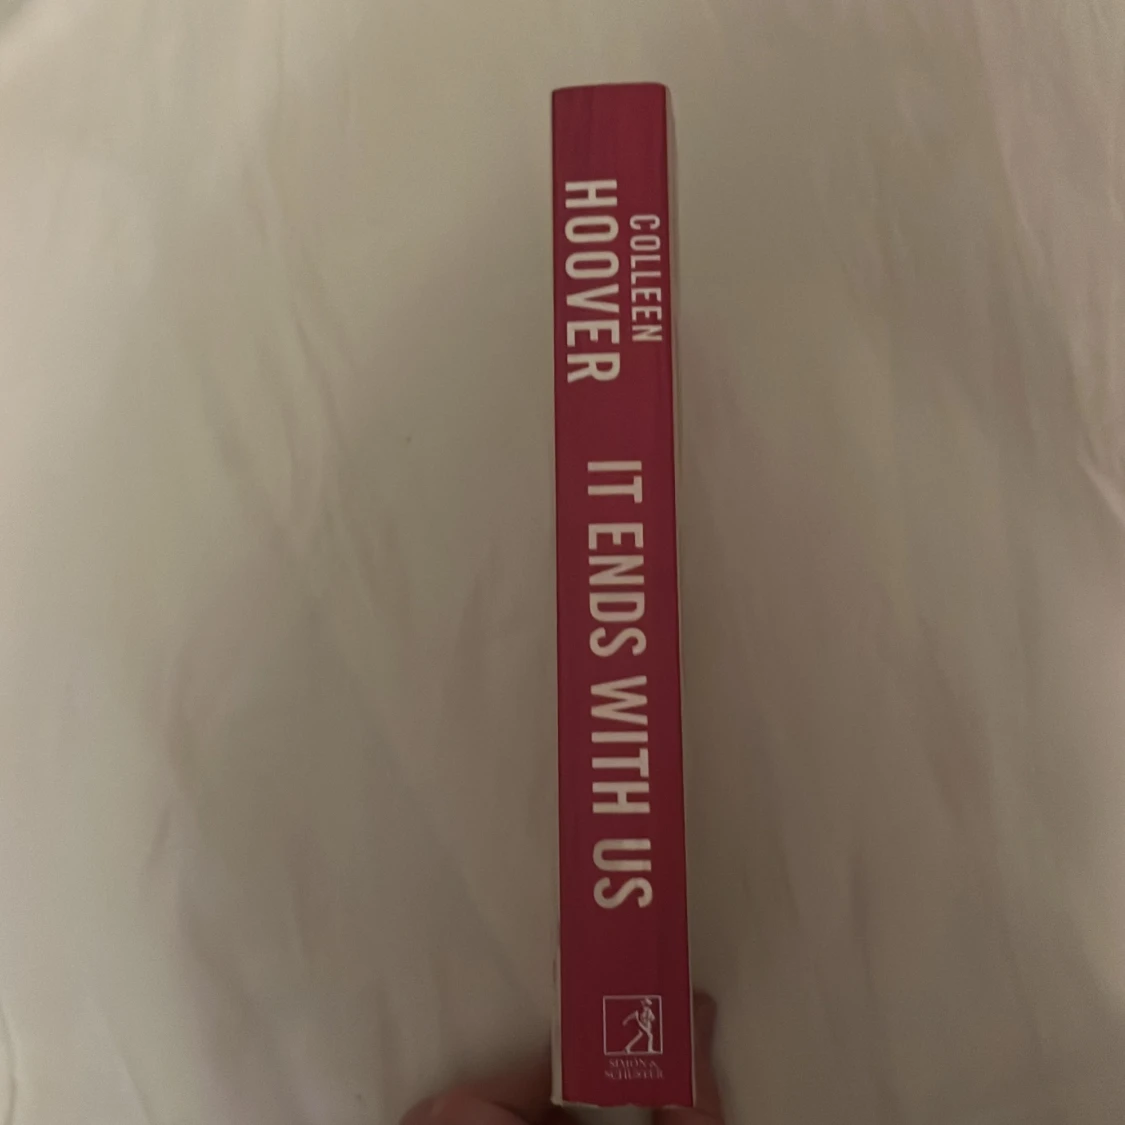 COLLEEN
HOOVER
IT ENDS WITH US
SIMON &
SCHUSTER